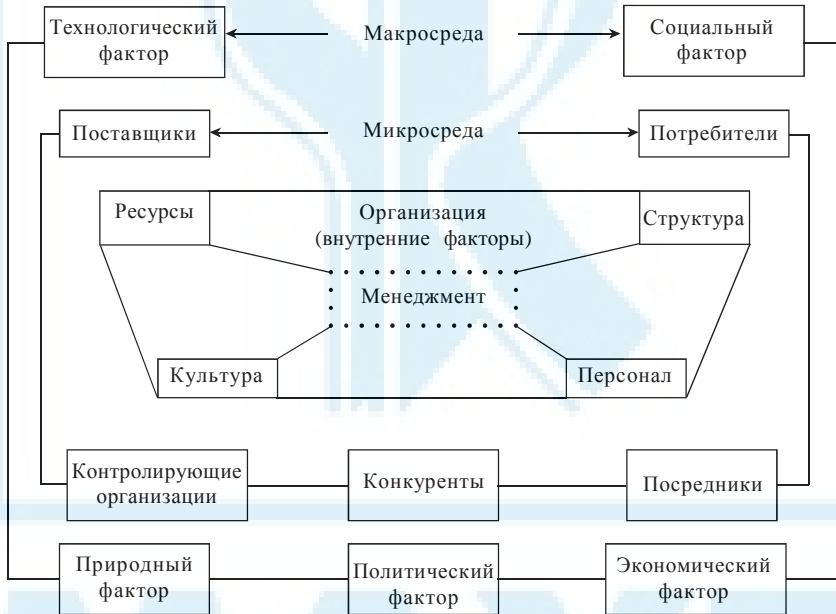 Технологический
фактор
Макросреда
Социальный
фактор
Поставщики
Микросреда
Потребители
Ресурсы
Организация
(внутренние факторы)
Структура
Менеджмент
Культура
Персонал
Контролирующие
организации
Конкуренты
Посредники
Природный
фактор
Политический
фактор
Экономический
фактор